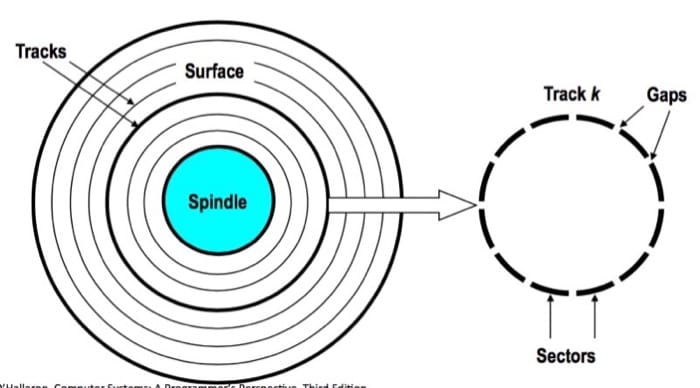 Tracks
Surface
Spindle
Track k
Gaps
Sectors
O'Hallaron, Computer Systems: A Programmer's Perspective, Third Edition